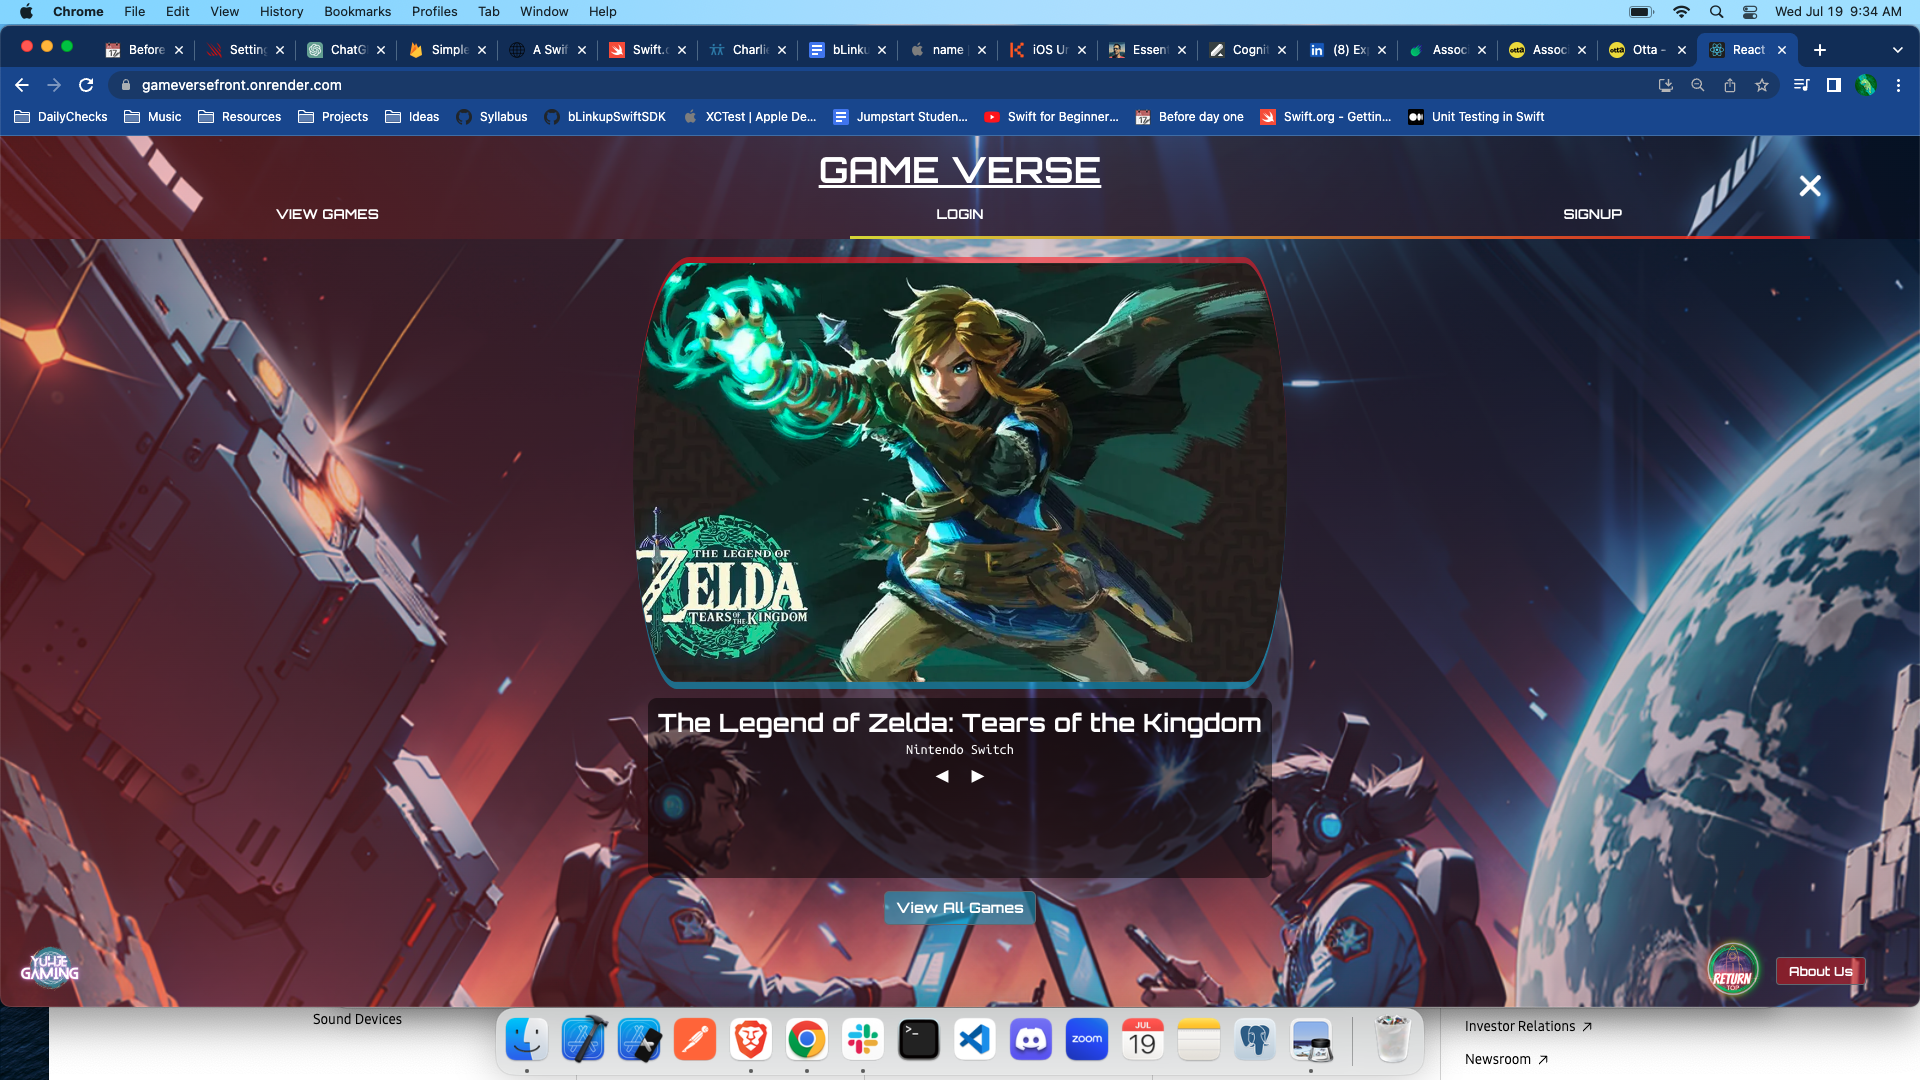 Chrome File Edit View History Bookmarks Profiles Tab Window Help Wed Jul 19 9:34 AM
Before Setting ChatG Simple A Swif Swift.c Charlie bLinku name iOS Ur Essent Cognit (8) Ex Assoc Assoc Otta - React
gameversefront.onrender.com
DailyChecks Music Resources Projects Ideas Syllabus bLinkupSwiftSDK XCTest | Apple De... Jumpstart Studen... Swift for Beginner... Before day one Swift.org - Gettin... Unit Testing in Swift
GAME VERSE
VIEW GAMES LOGIN SIGNUP
THE LEGEND OF
ZELDA
TEARS OF THE KINGDOM
The Legend of Zelda: Tears of the Kingdom
Nintendo Switch
View All Games
GAMING
RETURN
TOP
About Us
Sound Devices
zoom
JUL
19
Investor Relations
Newsroom